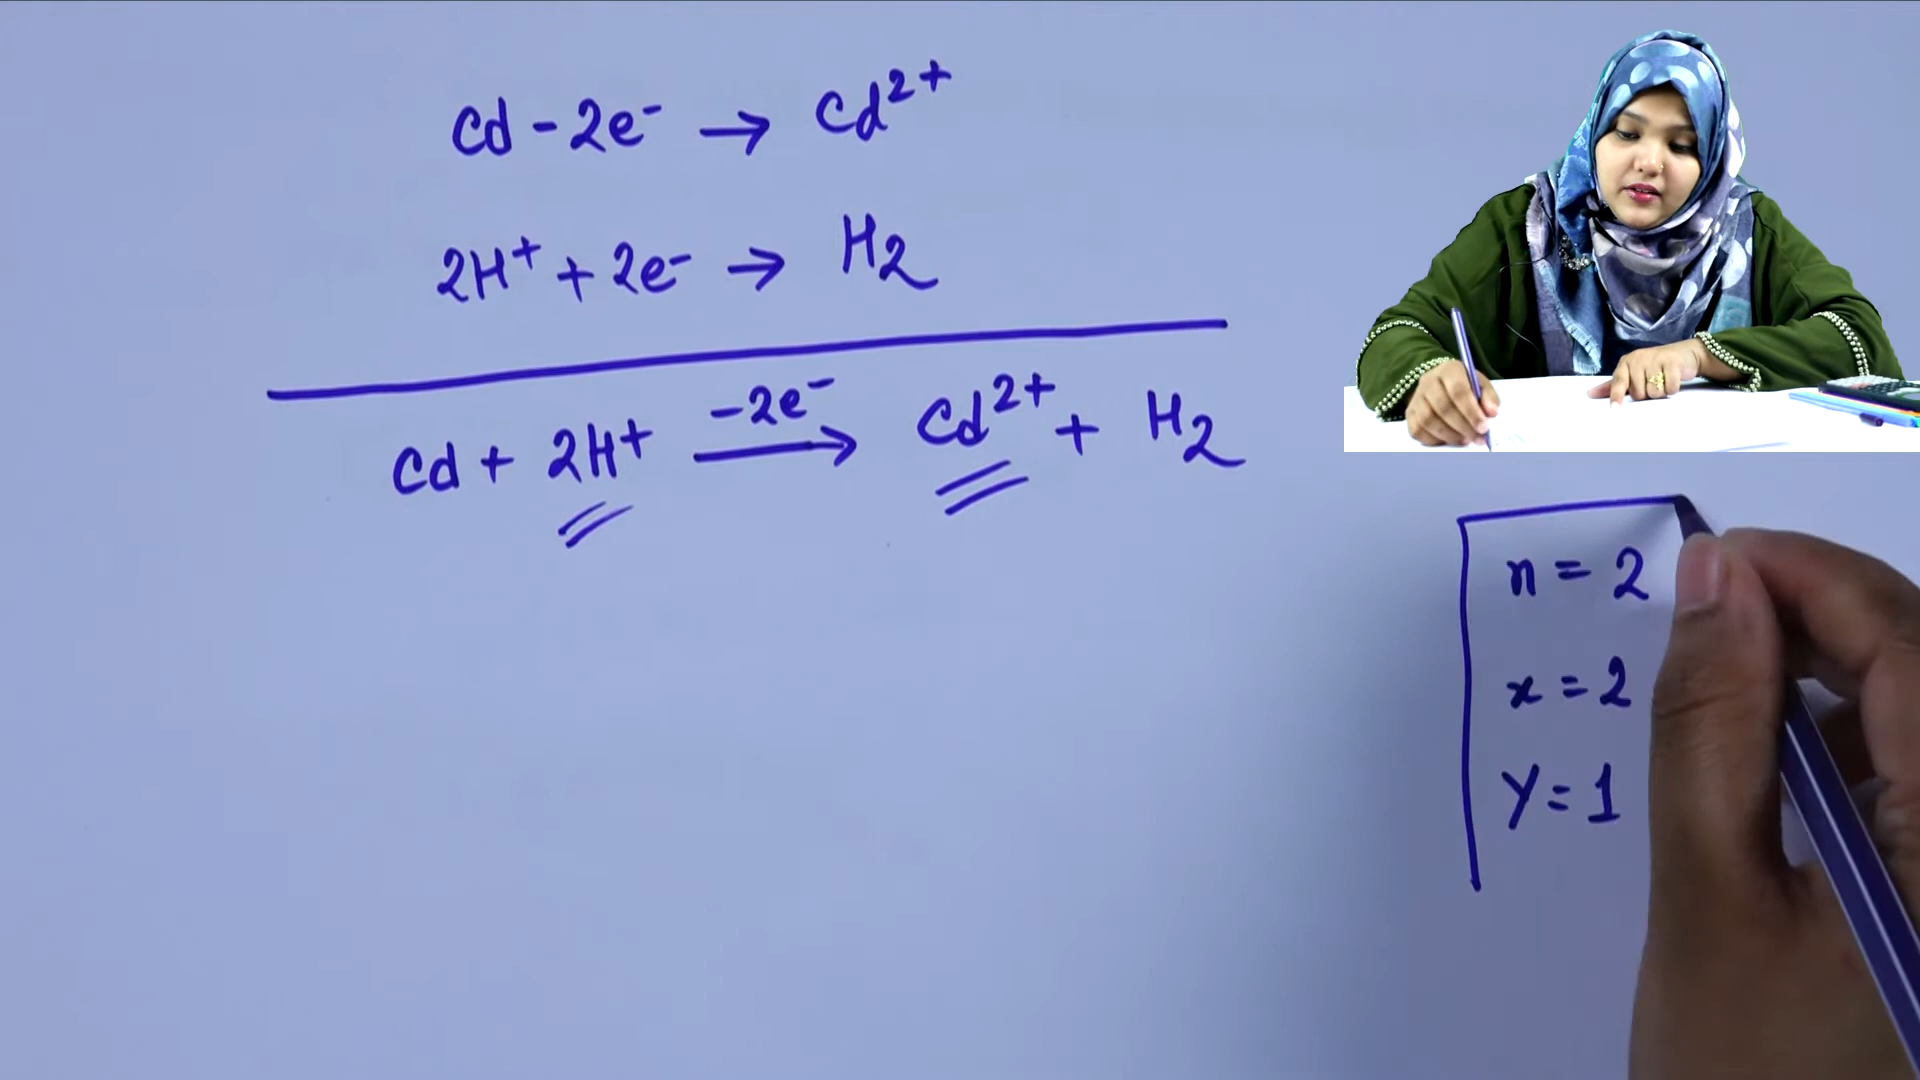 Cd - 2e⁻ → Cd²⁺
2H⁺ + 2e⁻ → H₂
Cd + 2H⁺ -2e⁻→ Cd²⁺ + H₂
n = 2
x = 2
y = 1